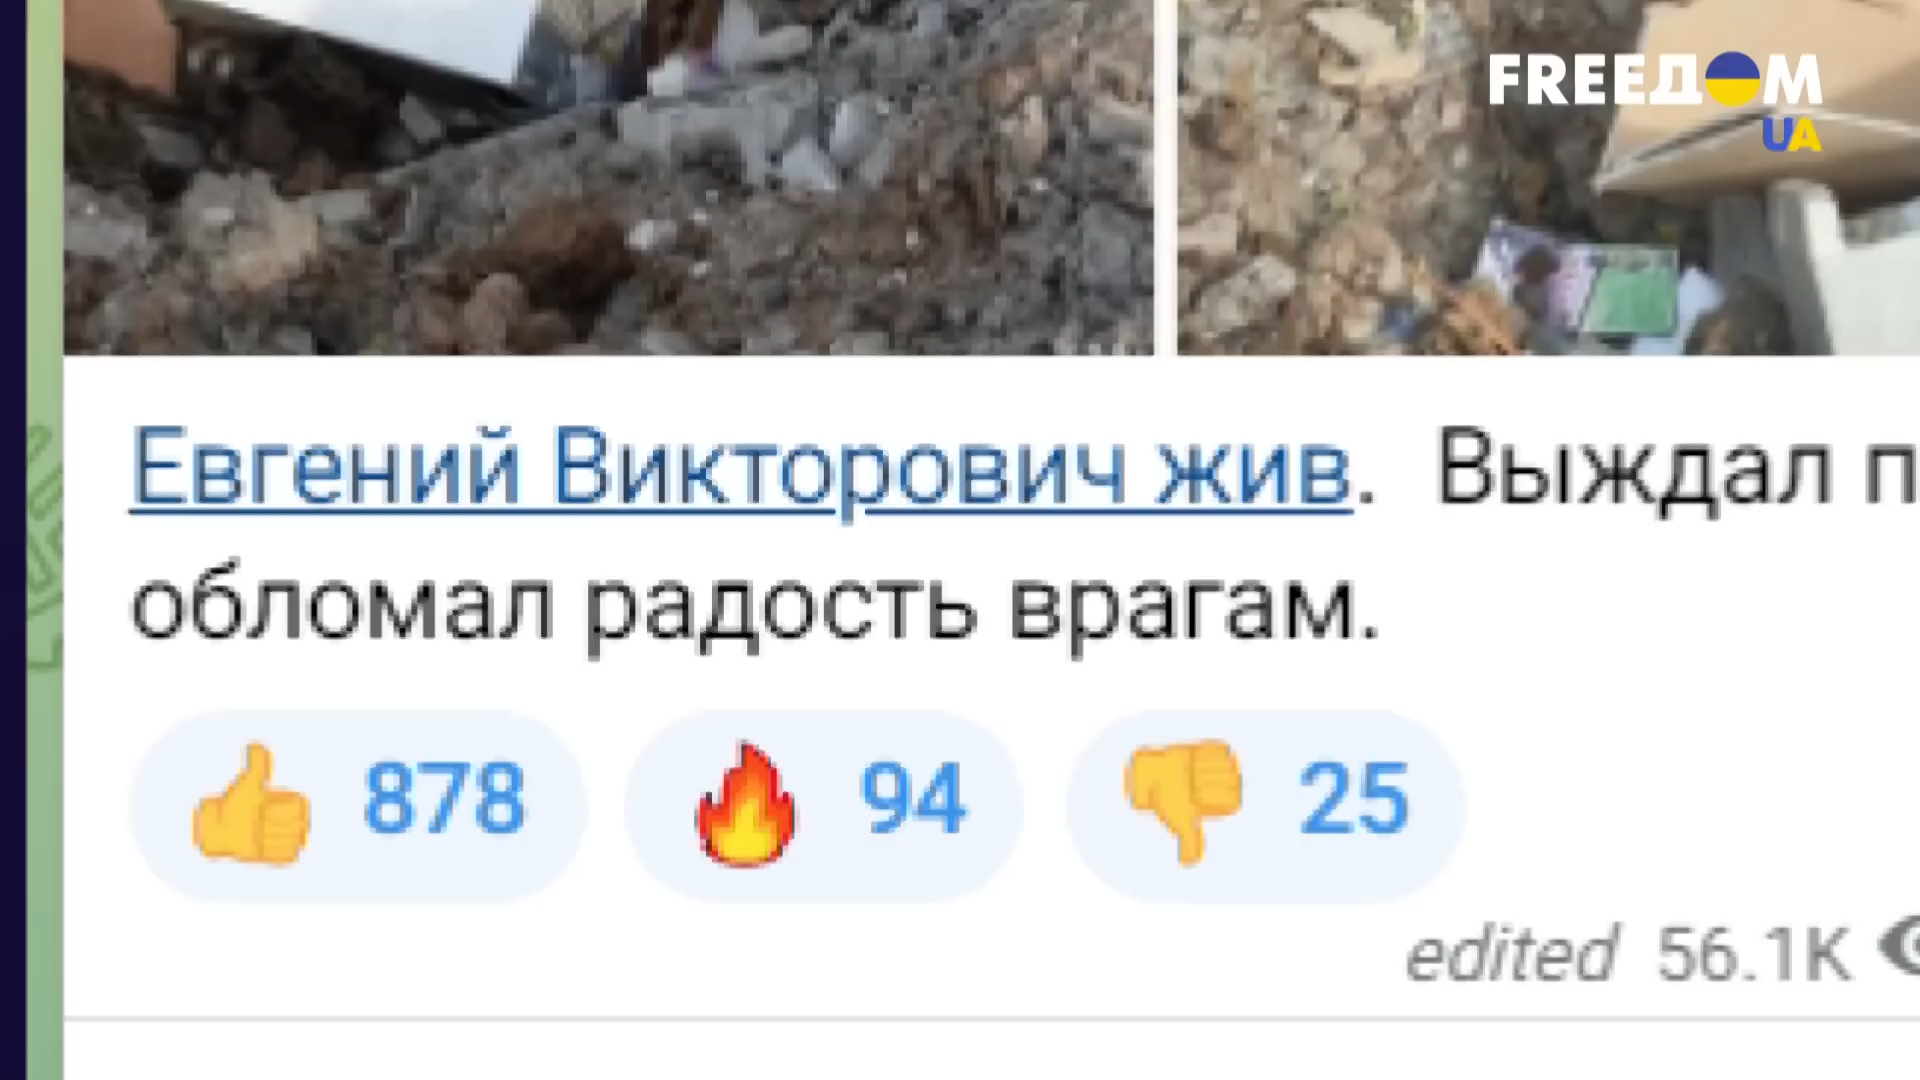 FREEДOM
UA
Евгений Викторович жив. Выждал
обломал радость врагам.
878 94 25
edited 56.1K